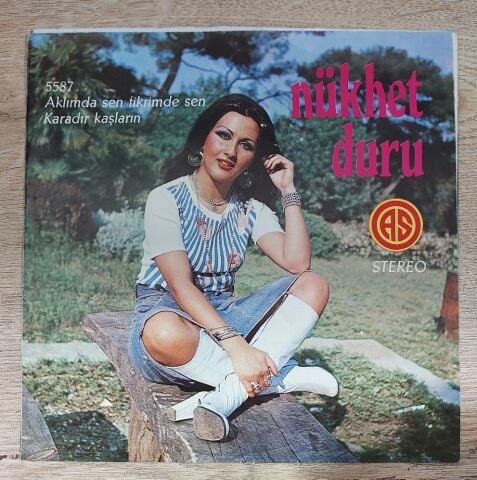 5587
Aklımda sen fikrimde sen
Karadır kaşların
nükhet
duru
AS
STEREO